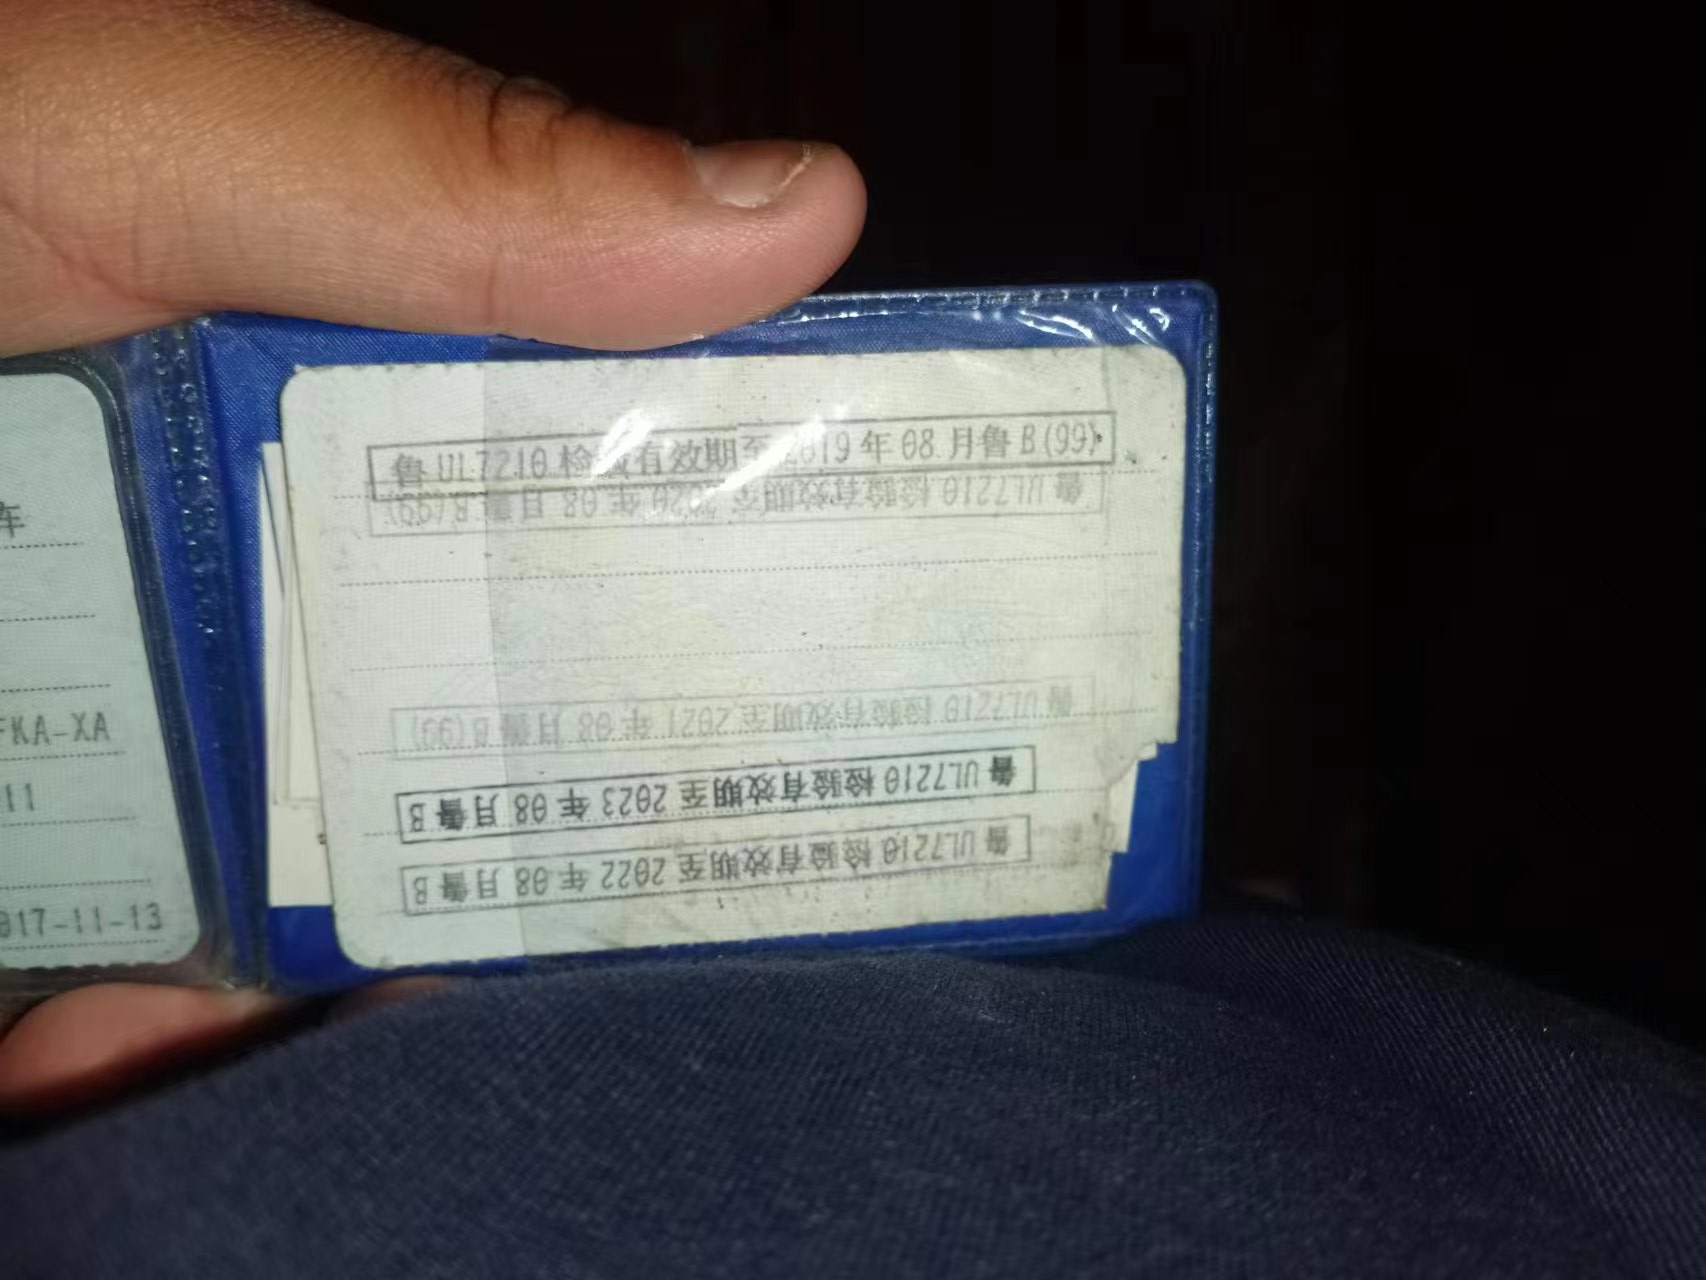 车
FKA-XA
11
017-11-13
鲁 UL7210 检验有效期至 2019 年 08 月鲁 B(99)
鲁 UL7210 检验有效期至 2020 年 08 月鲁 B(99)
鲁 UL7210 检验有效期至 2021 年 08 月鲁 B(99)
鲁 UL7210 检验有效期至 2023 年 08 月鲁 B
鲁 UL7210 检验有效期至 2022 年 08 月鲁 B